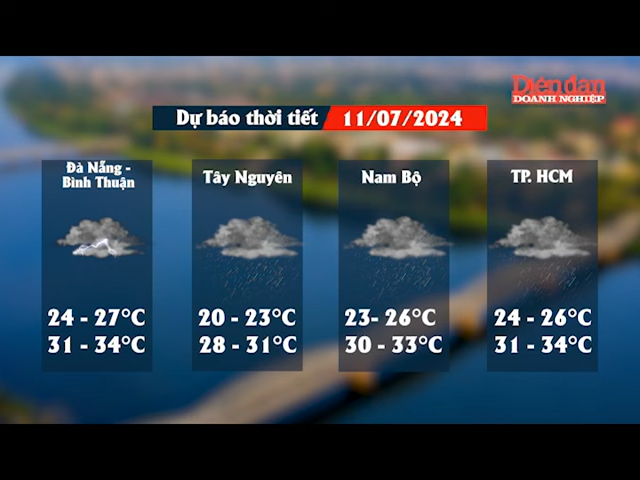 Diễn đàn
DOANH NGHIỆP
Dự báo thời tiết 11/07/2024
Đà Nẵng -
Bình Thuận
24 - 27°C
31 - 34°C
Tây Nguyên
20 - 23°C
28 - 31°C
Nam Bộ
23- 26°C
30 - 33°C
TP. HCM
24 - 26°C
31 - 34°C